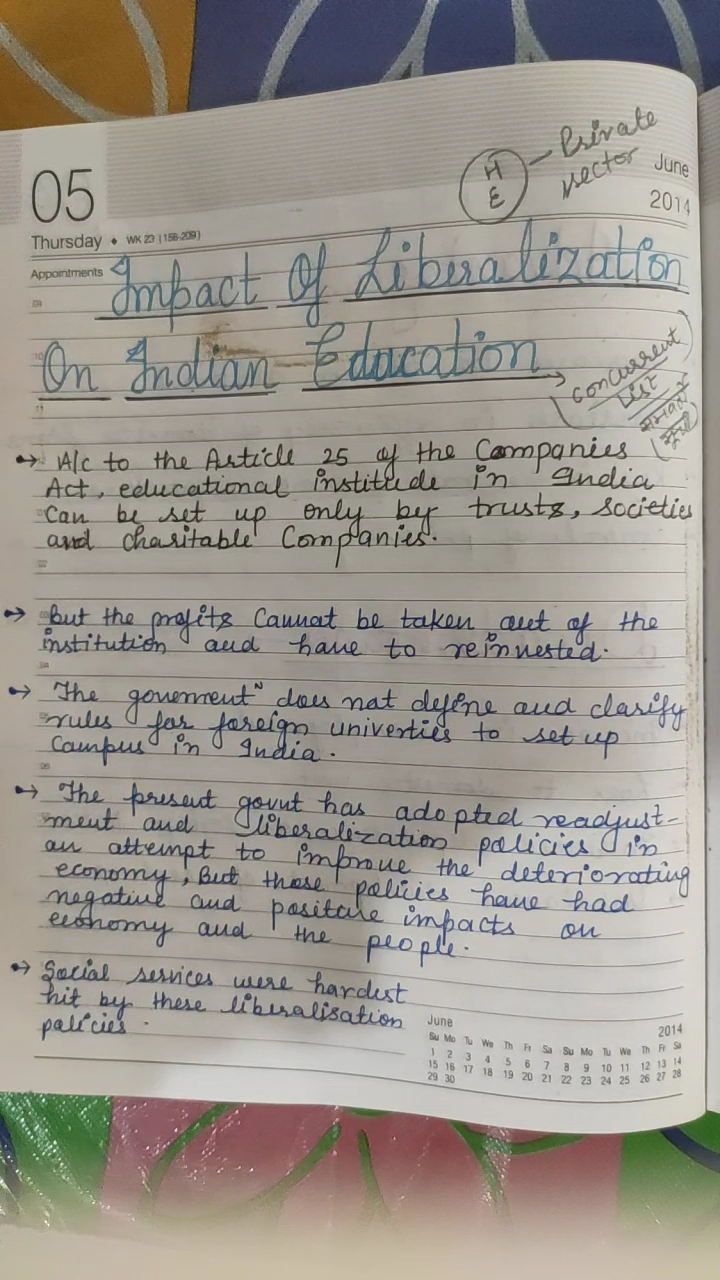 05
Thursday • WK 23 (156-209)
H
E
– Private
sector
June
2014
Appointments
Impact Of Liberalization
On Indian Education →
Concurrent
List
समवर्ती
सूची
→ A/c to the Article 25 of the Companies
Act, educational institude in India
Can be set up only by trusts, societies
and charitable Companies.
→ But the profits Cannot be taken out of the
institution and have to reinvested.
→ The government does not define and clarify
rules for foreign univerties to set up
Campus in India.
→ The present govnt has adopted readjust-
ment and liberalization policies in
an attempt to improve the deteriorating
economy, But these policies have had
negative and positive impacts on
economy and the people.
→ Social services were hardest
hit by these liberalisation
policies.
June 2014
Su Mo Tu We Th Fr Sa Su Mo Tu We Th Fr Sa
1 2 3 4 5 6 7 8 9 10 11 12 13 14
15 16 17 18 19 20 21 22 23 24 25 26 27 28
29 30